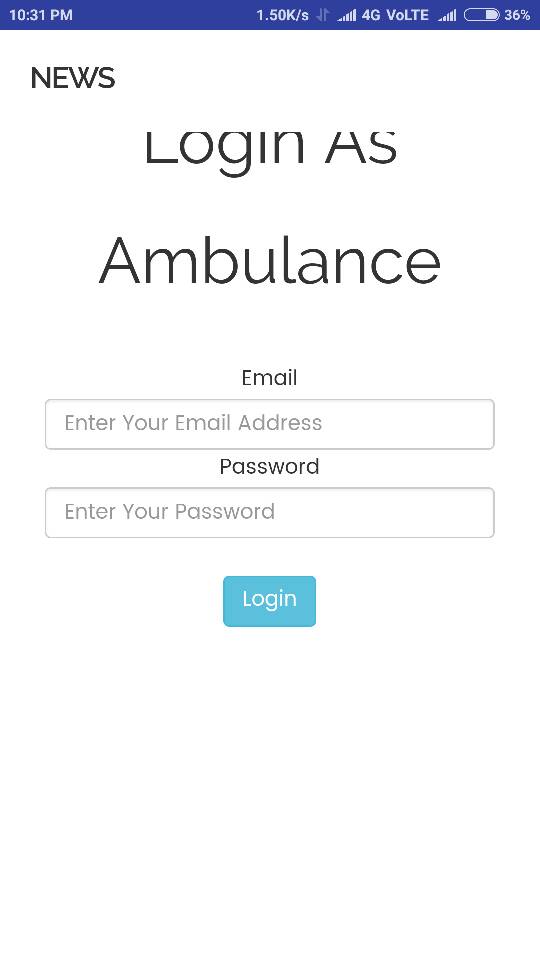 10:31 PM 1.50K/s 4G VoLTE 36%
NEWS
Login As
Ambulance
Email
Enter Your Email Address
Password
Enter Your Password
Login